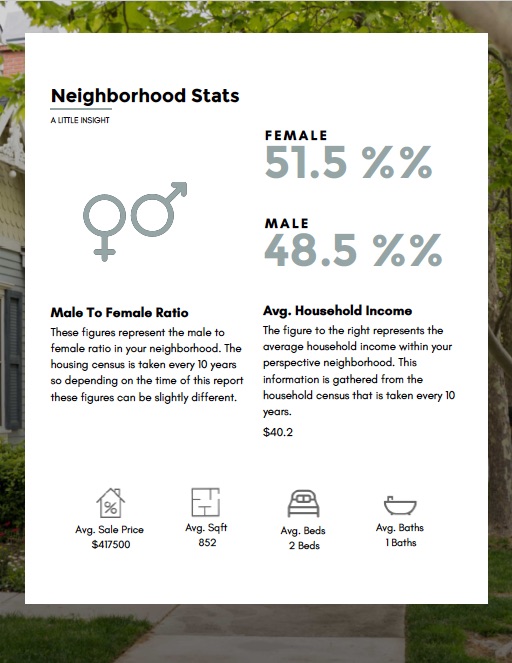 Neighborhood Stats
A LITTLE INSIGHT
FEMALE
51.5 %%
MALE
48.5 %%
Male To Female Ratio
These figures represent the male to
female ratio in your neighborhood. The
housing census is taken every 10 years
so depending on the time of this report
these figures can be slightly different.
Avg. Household Income
The figure to the right represents the
average household income within your
perspective neighborhood. This
information is gathered from the
household census that is taken every 10
years.
$40.2
%
Avg. Sale Price
$417500
Avg. Sqft
852
Avg. Beds
2 Beds
Avg. Baths
1 Baths